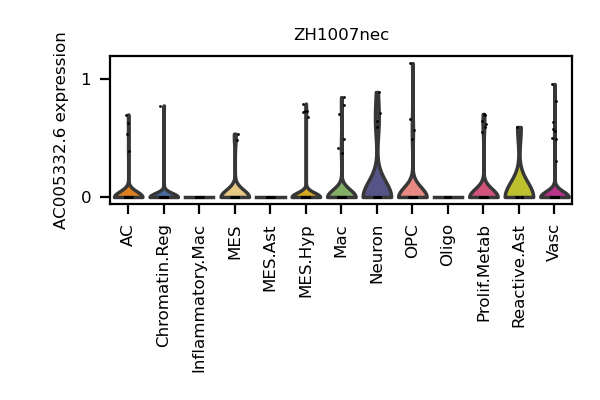 ZH1007nec
AC005332.6 expression
1
0
AC
Chromatin.Reg
Inflammatory.Mac
MES
MES.Ast
MES.Hyp
Mac
Neuron
OPC
Oligo
Prolif.Metab
Reactive.Ast
Vasc